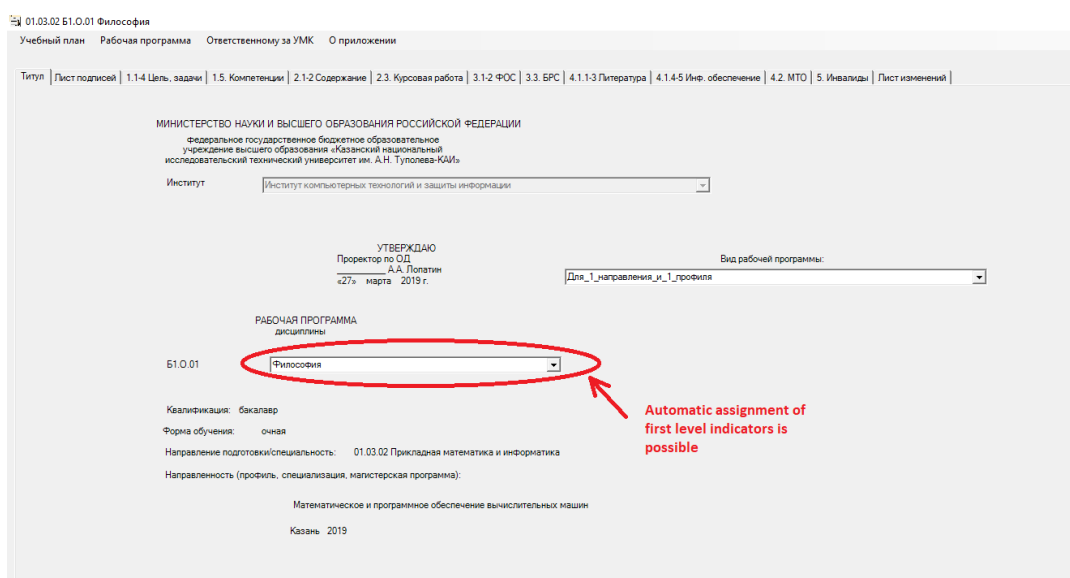 01.03.02 Б1.О.01 Философия
Учебный план Рабочая программа Ответственному за УМК О приложении
Титул Лист подписей 1.1-4 Цель, задачи 1.5. Компетенции 2.1-2 Содержание 2.3. Курсовая работа 3.1-2 ФОС 3.3. БРС 4.1.1-3 Литература 4.1.4-5 Инф. обеспечение 4.2. МТО 5. Инвалиды Лист изменений
МИНИСТЕРСТВО НАУКИ И ВЫСШЕГО ОБРАЗОВАНИЯ РОССИЙСКОЙ ФЕДЕРАЦИИ
федеральное государственное бюджетное образовательное
учреждение высшего образования «Казанский национальный
исследовательский технический университет им. А.Н. Туполева-КАИ»
Институт Институт компьютерных технологий и защиты информации
УТВЕРЖДАЮ
Проректор по ОД
_________ А.А. Лопатин
«27» марта 2019 г.
Вид рабочей программы:
Для_1_направления_и_1_профиля
РАБОЧАЯ ПРОГРАММА
дисциплины
Б1.О.01 Философия
Automatic assignment of
first level indicators is
possible
Квалификация: бакалавр
Форма обучения: очная
Направление подготовки/специальность: 01.03.02 Прикладная математика и информатика
Направленность (профиль, специализация, магистерская программа):
Математическое и программное обеспечение вычислительных машин
Казань 2019